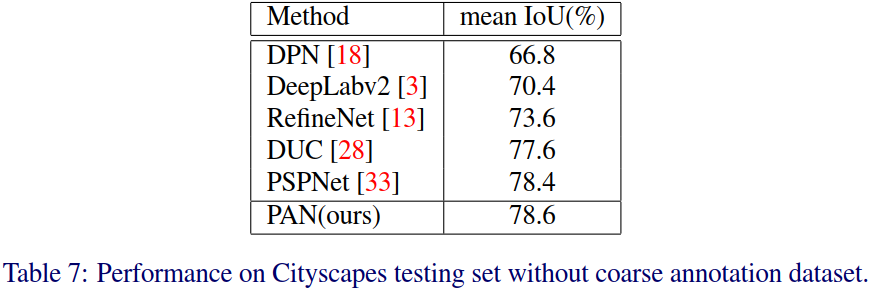 Method mean IoU(%)
DPN [18] 66.8
DeepLabv2 [3] 70.4
RefineNet [13] 73.6
DUC [28] 77.6
PSPNet [33] 78.4
PAN(ours) 78.6
Table 7: Performance on Cityscapes testing set without coarse annotation dataset.